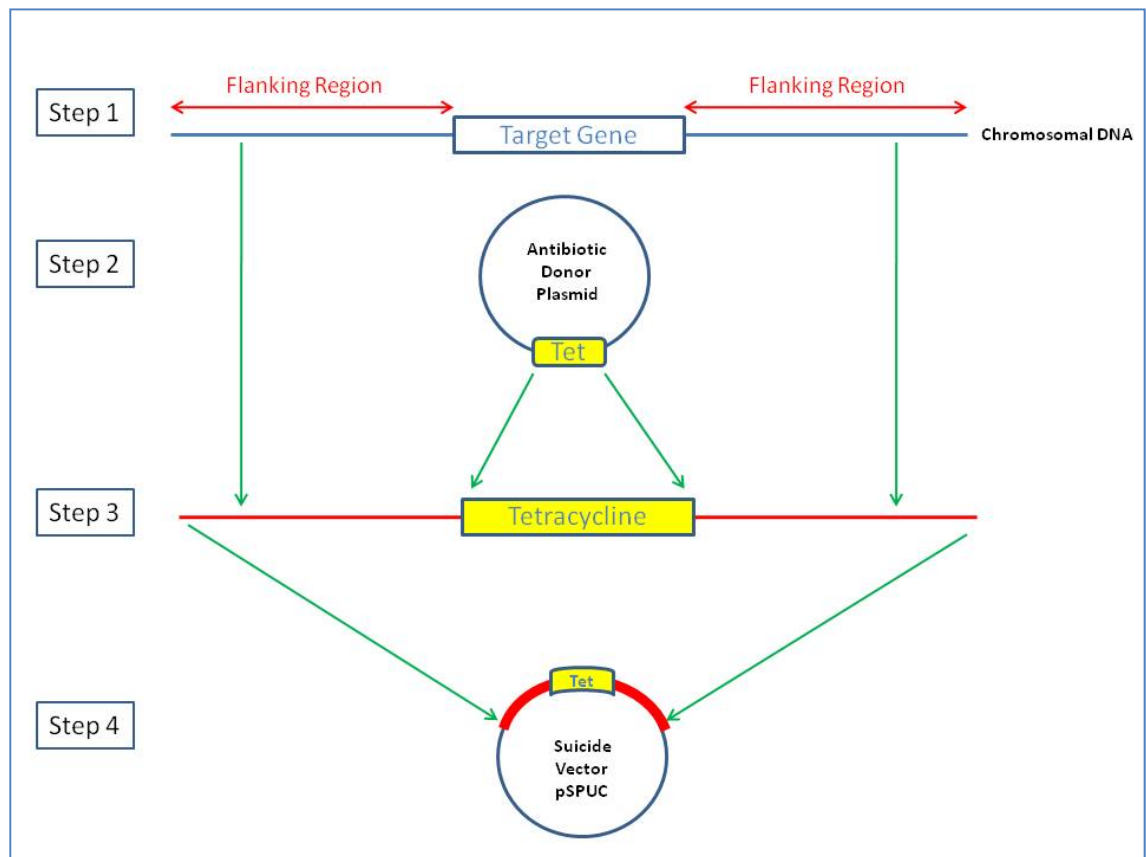 Flanking Region
Flanking Region
Step 1
Target Gene
Chromosomal DNA
Step 2
Antibiotic
Donor
Plasmid
Tet
Step 3
Tetracycline
Tet
Step 4
Suicide
Vector
pSPUC